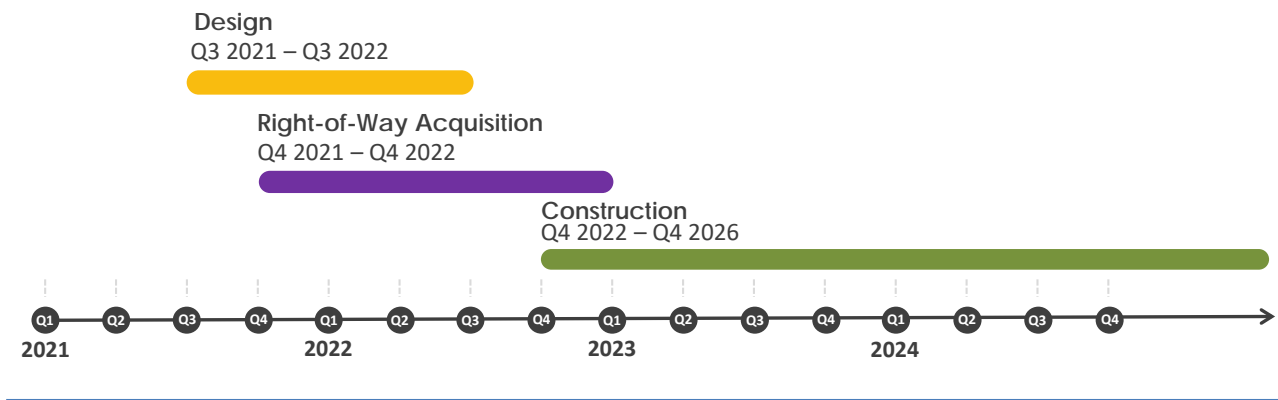 Design
Q3 2021 – Q3 2022
Right-of-Way Acquisition
Q4 2021 – Q4 2022
Construction
Q4 2022 – Q4 2026
Q1 Q2 Q3 Q4 Q1 Q2 Q3 Q4 Q1 Q2 Q3 Q4 Q1 Q2 Q3 Q4
2021 2022 2023 2024